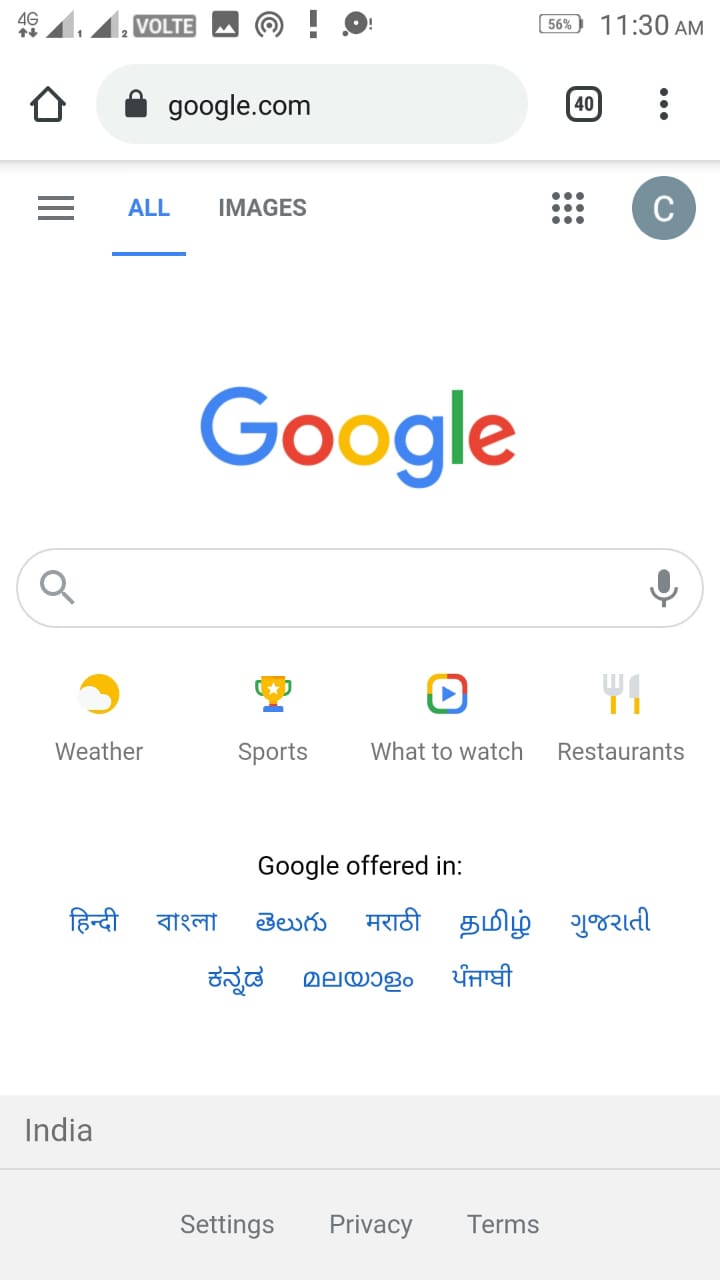 4G 1 2 VOLTE 56% 11:30 AM
google.com 40
ALL IMAGES C
Google
Weather Sports What to watch Restaurants
Google offered in:
हिन्दी বাংলা తెలుగు मराठी தமிழ் ગુજરાતી
ಕನ್ನಡ മലയാളം ਪੰਜਾਬੀ
India
Settings Privacy Terms